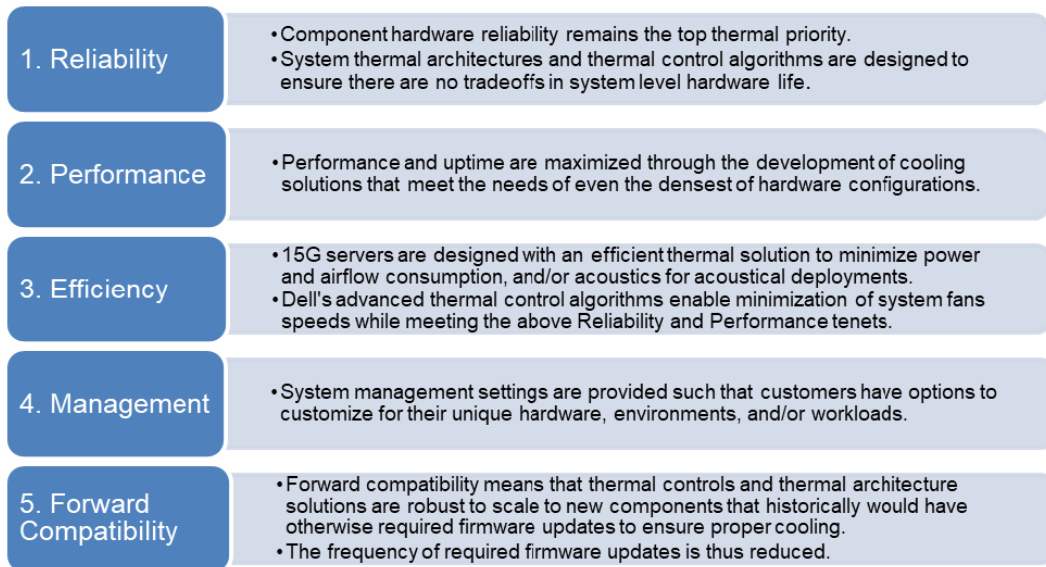 1. Reliability
•Component hardware reliability remains the top thermal priority.
•System thermal architectures and thermal control algorithms are designed to
ensure there are no tradeoffs in system level hardware life.
2. Performance
•Performance and uptime are maximized through the development of cooling
solutions that meet the needs of even the densest of hardware configurations.
3. Efficiency
•15G servers are designed with an efficient thermal solution to minimize power
and airflow consumption, and/or acoustics for acoustical deployments.
•Dell's advanced thermal control algorithms enable minimization of system fans
speeds while meeting the above Reliability and Performance tenets.
4. Management
•System management settings are provided such that customers have options to
customize for their unique hardware, environments, and/or workloads.
5. Forward
Compatibility
•Forward compatibility means that thermal controls and thermal architecture
solutions are robust to scale to new components that historically would have
otherwise required firmware updates to ensure proper cooling.
•The frequency of required firmware updates is thus reduced.